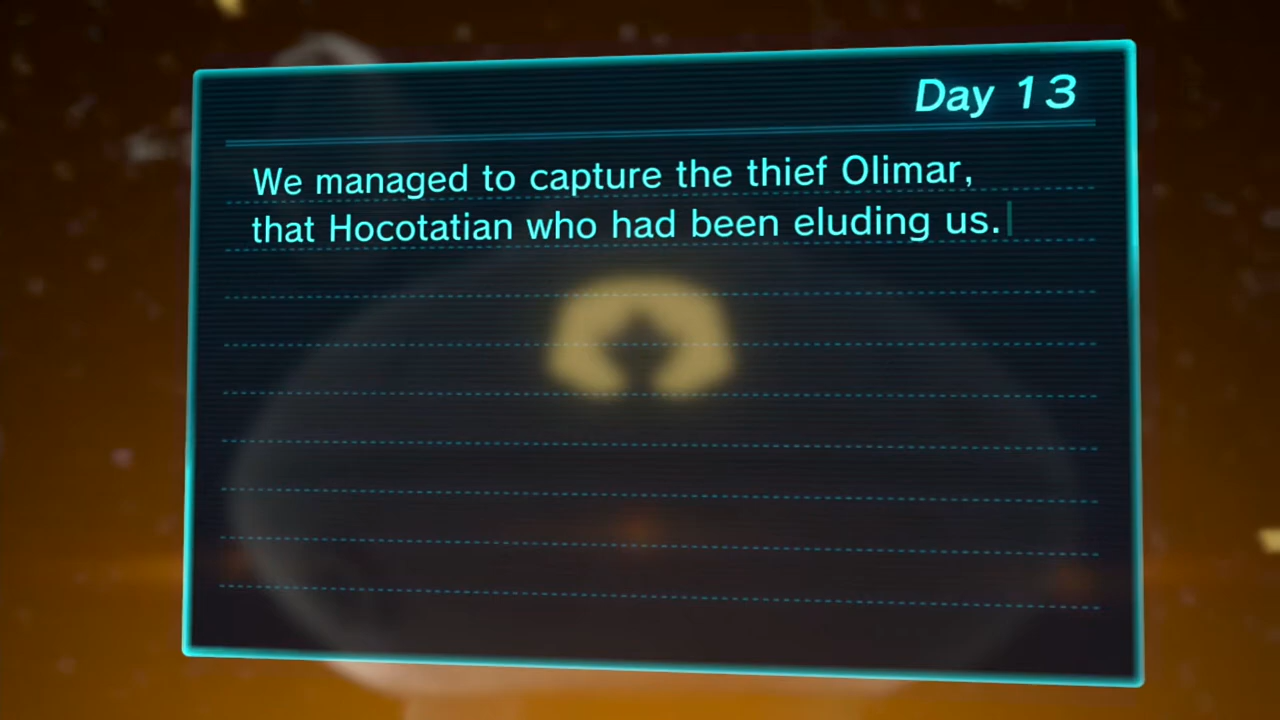 Day 13
We managed to capture the thief Olimar,
that Hocotatian who had been eluding us.